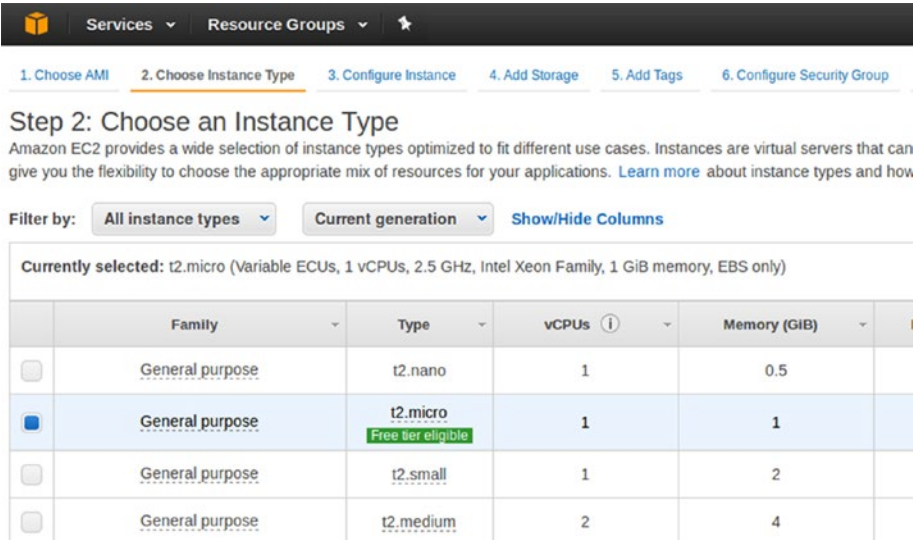 Services Resource Groups
1. Choose AMI 2. Choose Instance Type 3. Configure Instance 4. Add Storage 5. Add Tags 6. Configure Security Group
Step 2: Choose an Instance Type
Amazon EC2 provides a wide selection of instance types optimized to fit different use cases. Instances are virtual servers that can
give you the flexibility to choose the appropriate mix of resources for your applications. Learn more about instance types and how
Filter by: All instance types Current generation Show/Hide Columns
Currently selected: t2.micro (Variable ECUs, 1 vCPUs, 2.5 GHz, Intel Xeon Family, 1 GiB memory, EBS only)
Family Type vCPUs i Memory (GiB)
General purpose t2.nano 1 0.5
General purpose t2.micro 1 1
Free tier eligible
General purpose t2.small 1 2
General purpose t2.medium 2 4